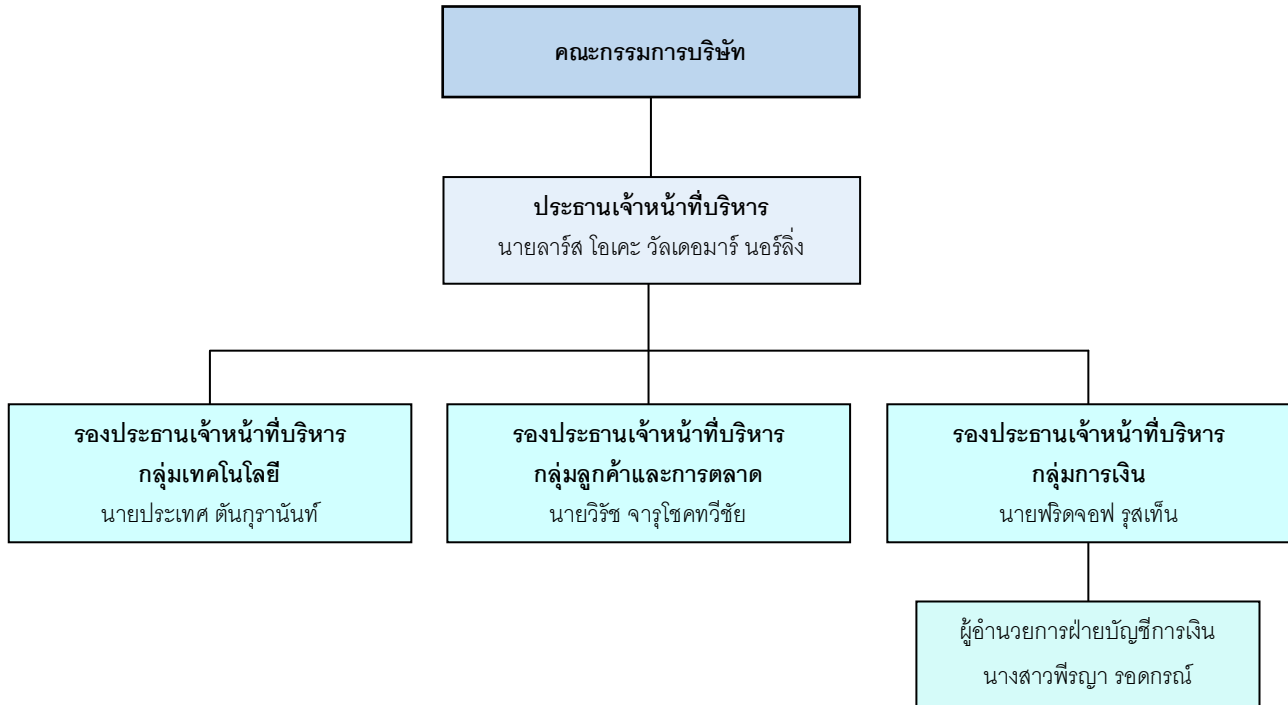 คณะกรรมการบริษัท
ประธานเจ้าหน้าที่บริหาร
นายลาร์ส โอเคะ วัลเดอมาร์ นอร์ลิ่ง
รองประธานเจ้าหน้าที่บริหาร
กลุ่มเทคโนโลยี
นายประเทศ ตันกุรานันท์
รองประธานเจ้าหน้าที่บริหาร
กลุ่มลูกค้าและการตลาด
นายวิรัช จารุโชคทวีชัย
รองประธานเจ้าหน้าที่บริหาร
กลุ่มการเงิน
นายฟริดจอฟ รุสเท็น
ผู้อำนวยการฝ่ายบัญชีการเงิน
นางสาวพีรญา รอดกรณ์